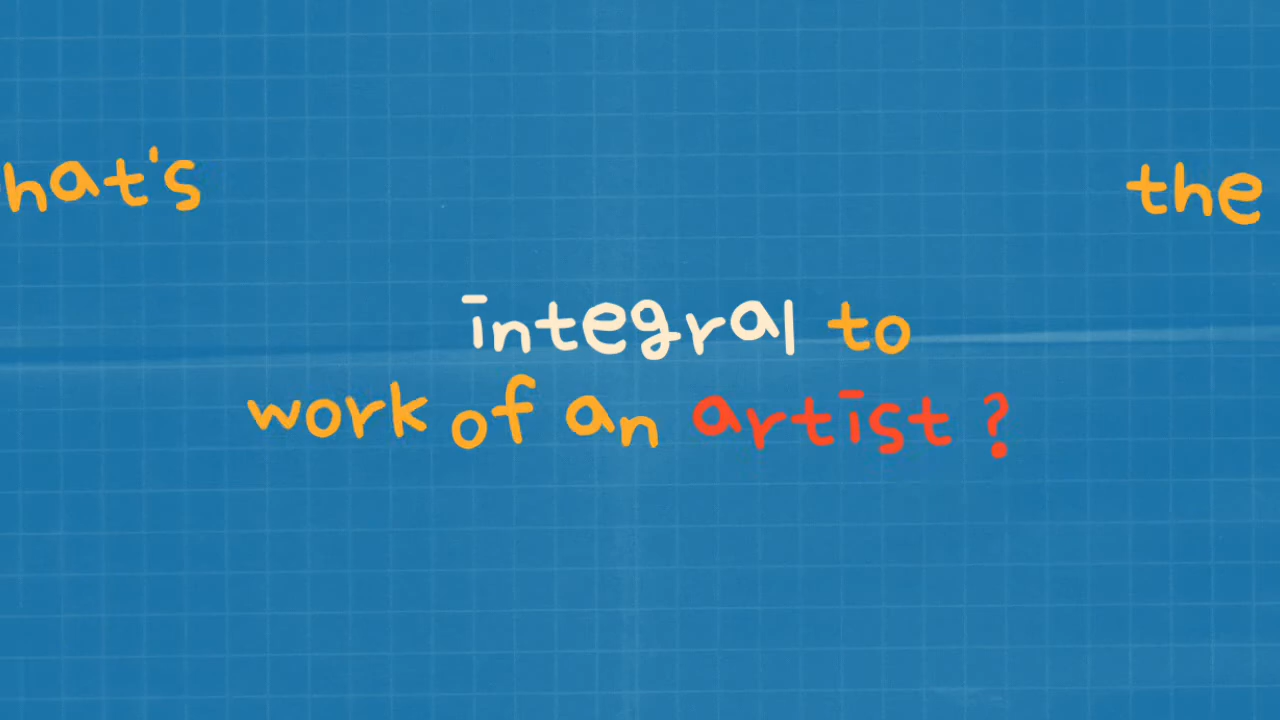 hat's the
integral to
work of an artist?